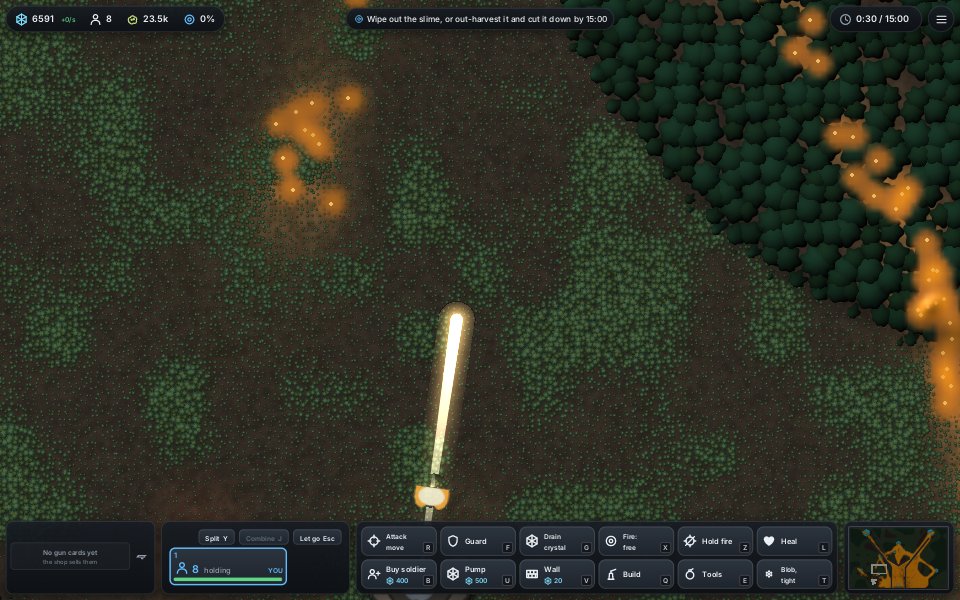 6591 +0/s 8 23.5k 0%
Wipe out the slime, or out-harvest it and cut it down by 15:00
0:30 / 15:00
No gun cards yet
the shop sells them
Split Y Combine J Let go Esc
1
8 holding YOU
Attack move R
Guard F
Drain crystal G
Fire: free X
Hold fire Z
Heal L
Buy soldier 400 B
Pump 500 U
Wall 20 V
Build Q
Tools E
Blob, tight T